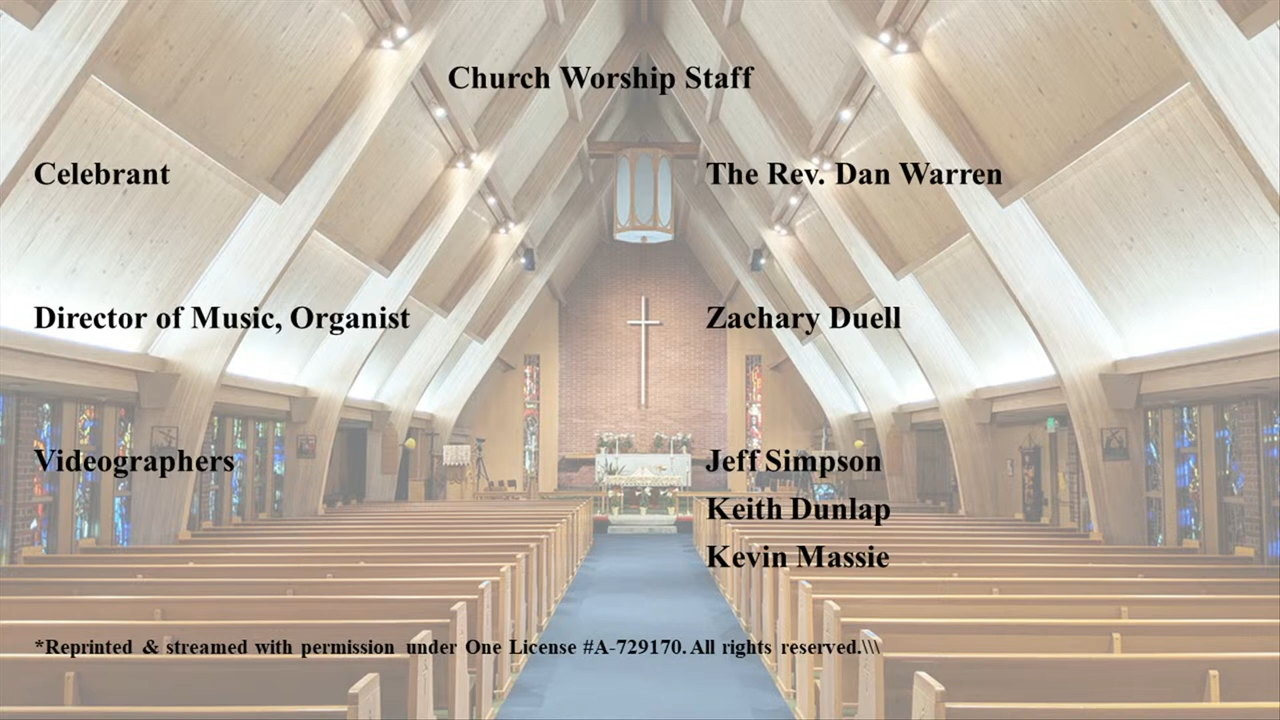 Church Worship Staff
Celebrant The Rev. Dan Warren
Director of Music, Organist Zachary Duell
Videographers Jeff Simpson
Keith Dunlap
Kevin Massie
*Reprinted & streamed with permission under One License #A-729170. All rights reserved.\\\